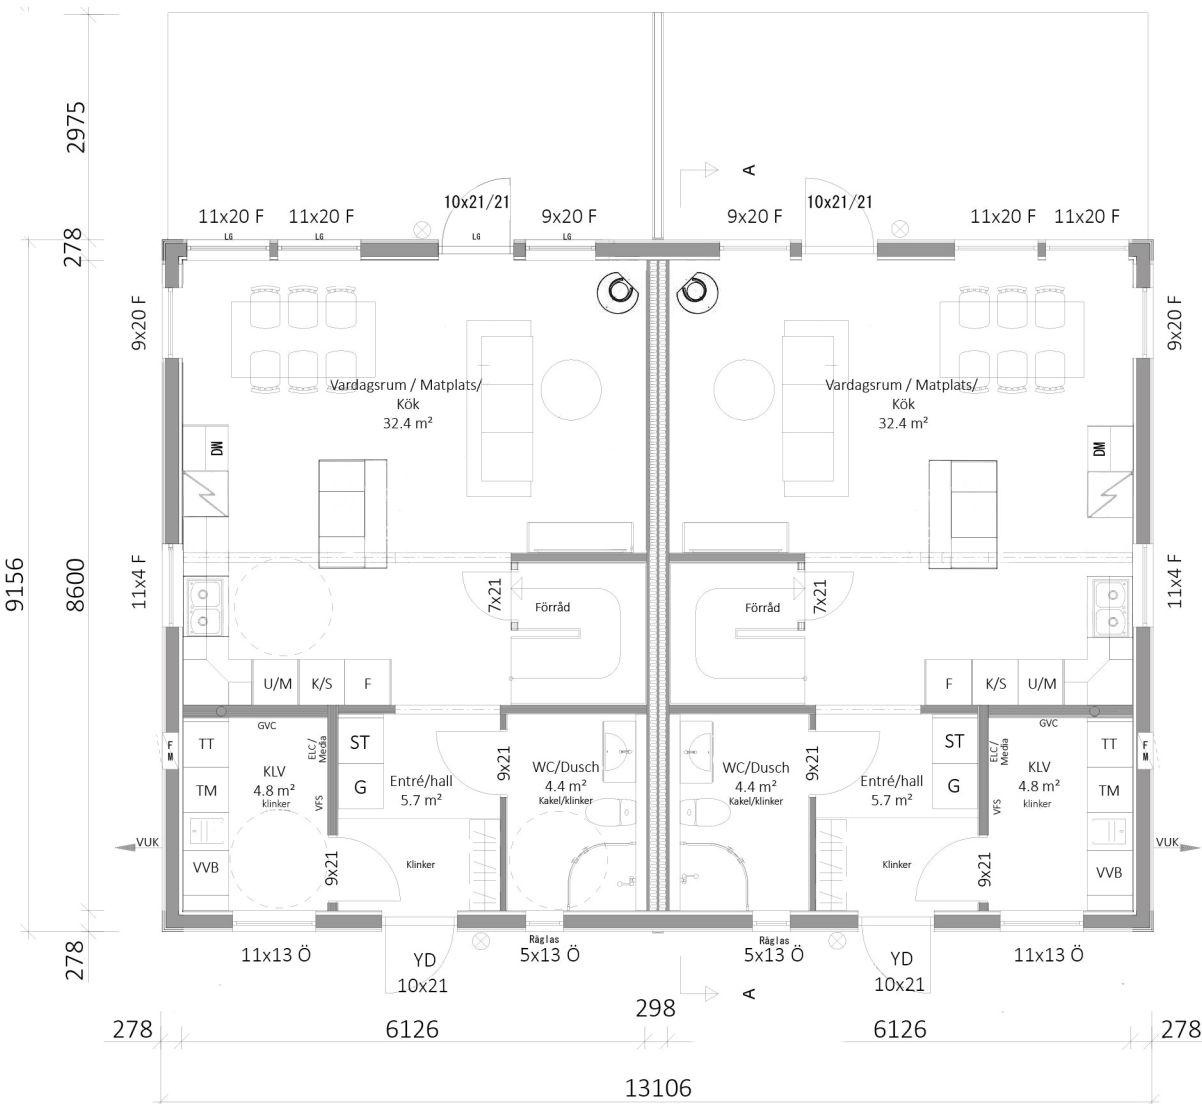 2975
A
10x21/21
10x21/21
11x20 F
11x20 F
9x20 F
9x20 F
11x20 F
11x20 F
LG
LG
LG
278
9x20 F
9x20 F
Vardagsrum / Matplats/
Kök
32.4 m²
Vardagsrum / Matplats/
Kök
32.4 m²
DM
DM
9156
8600
11x4 F
11x4 F
7x21
Förråd
Förråd
7x21
U/M
K/S
F
F
K/S
U/M
GVC
GVC
TT
ELC/
Media
ST
ST
ELC/
Media
TT
F
M
F
M
KLV
4.8 m²
klinker
TM
VFS
G
Entré/hall
5.7 m²
9x21
WC/Dusch
4.4 m²
Kakel/klinker
WC/Dusch
4.4 m²
Kakel/klinker
9x21
Entré/hall
5.7 m²
G
VFS
KLV
4.8 m²
klinker
TM
VUK
VUK
VVB
9x21
Klinker
Klinker
9x21
VVB
278
11x13 Ö
YD
10x21
Råglas
5x13 Ö
Råglas
5x13 Ö
YD
10x21
11x13 Ö
A
298
278
6126
6126
278
13106